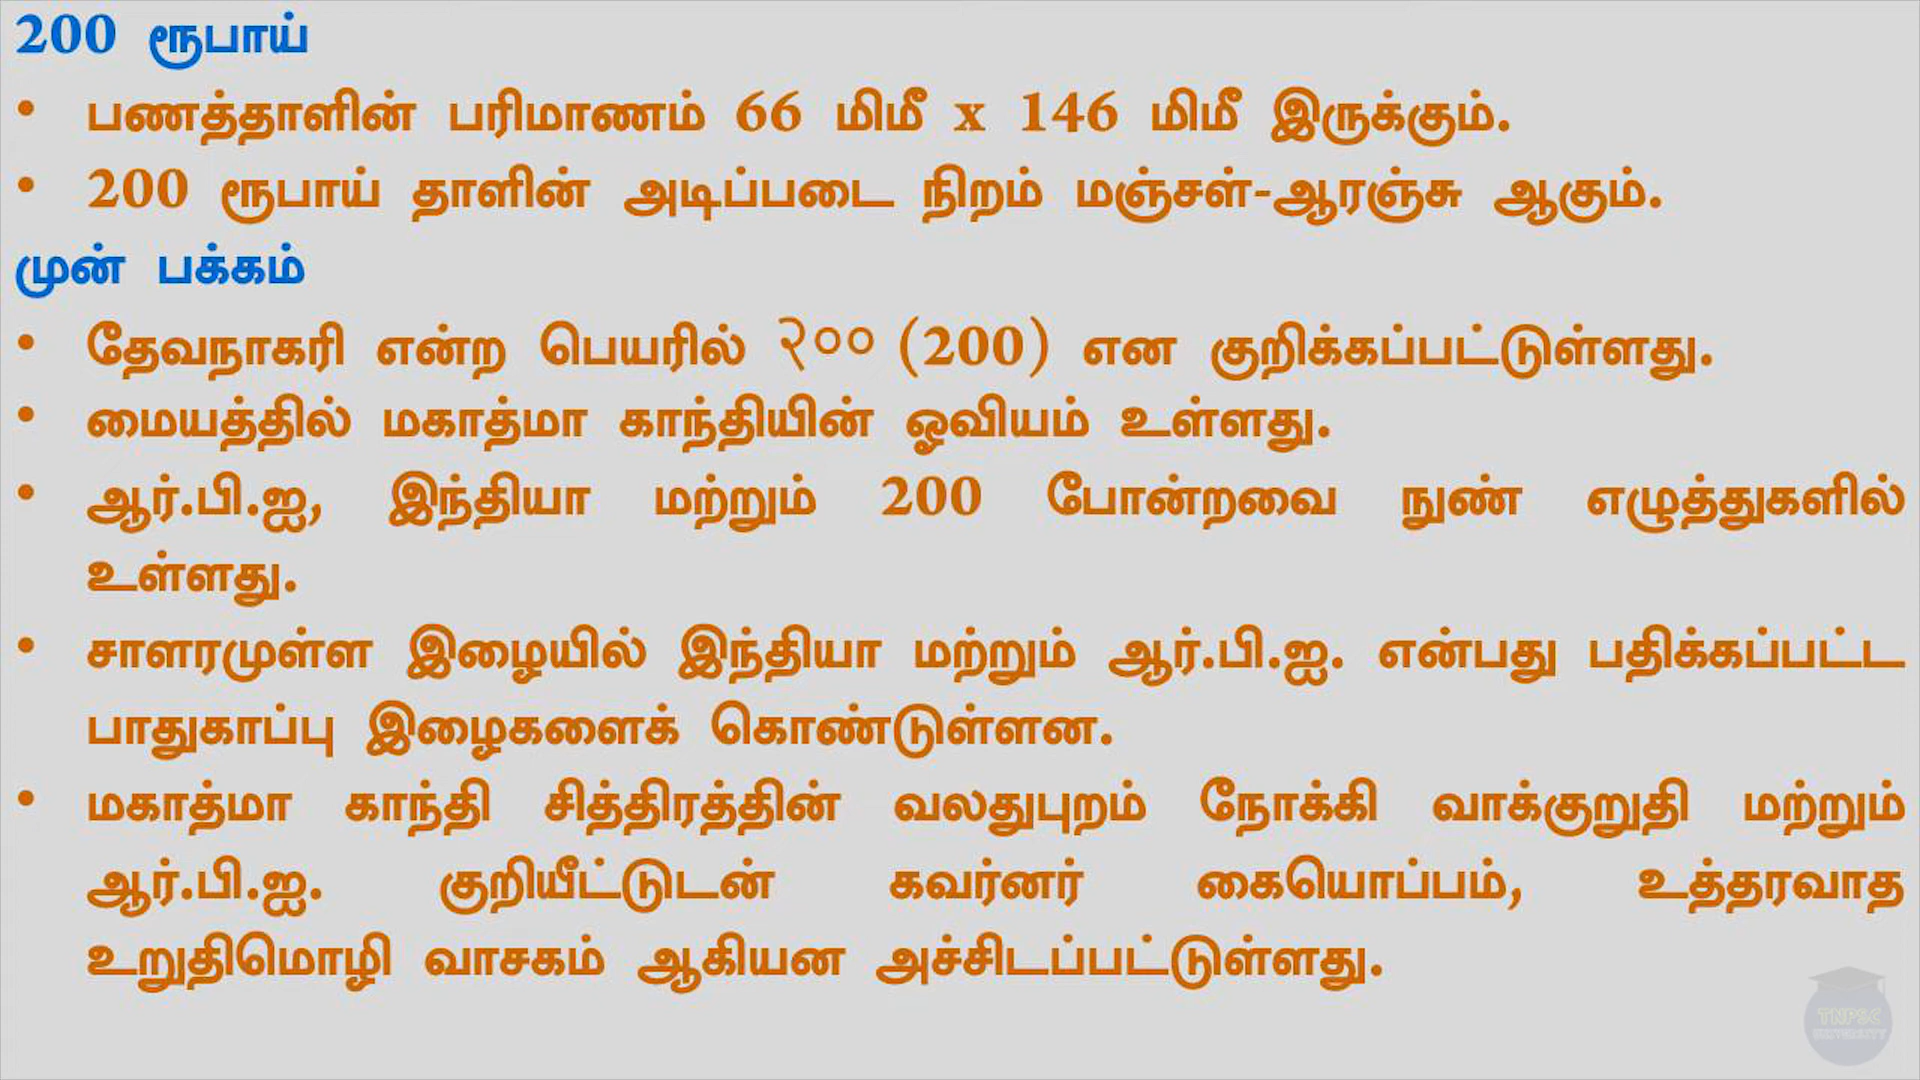 200 ரூபாய்
• பணத்தாளின் பரிமாணம் 66 மிமீ x 146 மிமீ இருக்கும்.
• 200 ரூபாய் தாளின் அடிப்படை நிறம் மஞ்சள்-ஆரஞ்சு ஆகும்.
முன் பக்கம்
• தேவநாகரி என்ற பெயரில் २०० (200) என குறிக்கப்பட்டுள்ளது.
• மையத்தில் மகாத்மா காந்தியின் ஓவியம் உள்ளது.
• ஆர்.பி.ஐ, இந்தியா மற்றும் 200 போன்றவை நுண் எழுத்துகளில்
உள்ளது.
• சாளரமுள்ள இழையில் இந்தியா மற்றும் ஆர்.பி.ஐ. என்பது பதிக்கப்பட்ட
பாதுகாப்பு இழைகளைக் கொண்டுள்ளன.
• மகாத்மா காந்தி சித்திரத்தின் வலதுபுறம் நோக்கி வாக்குறுதி மற்றும்
ஆர்.பி.ஐ. குறியீட்டுடன் கவர்னர் கையொப்பம், உத்தரவாத
உறுதிமொழி வாசகம் ஆகியன அச்சிடப்பட்டுள்ளது.
TNPSC
UNIVERSITY